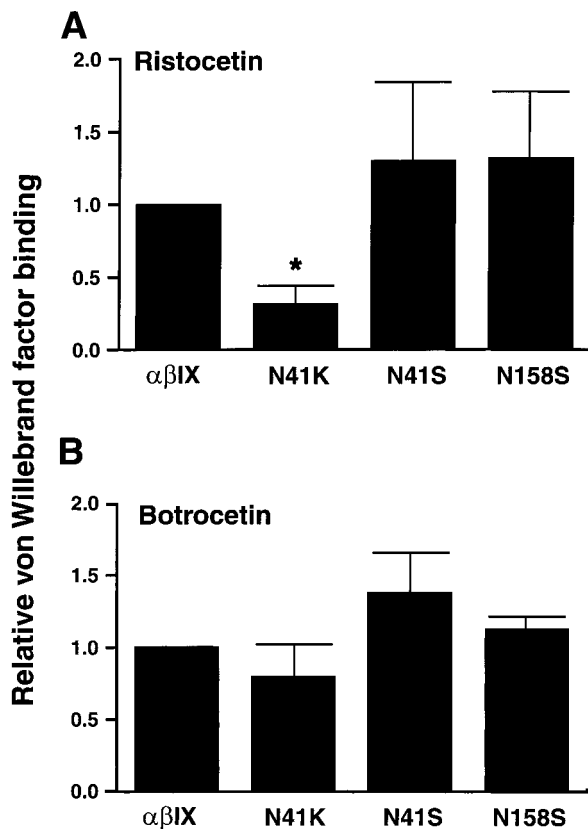 A
Ristocetin
2.0
1.5
1.0
0.5
0.0
*
αβIX N41K N41S N158S
Relative von Willebrand factor binding
B
Botrocetin
2.0
1.5
1.0
0.5
0.0
αβIX N41K N41S N158S